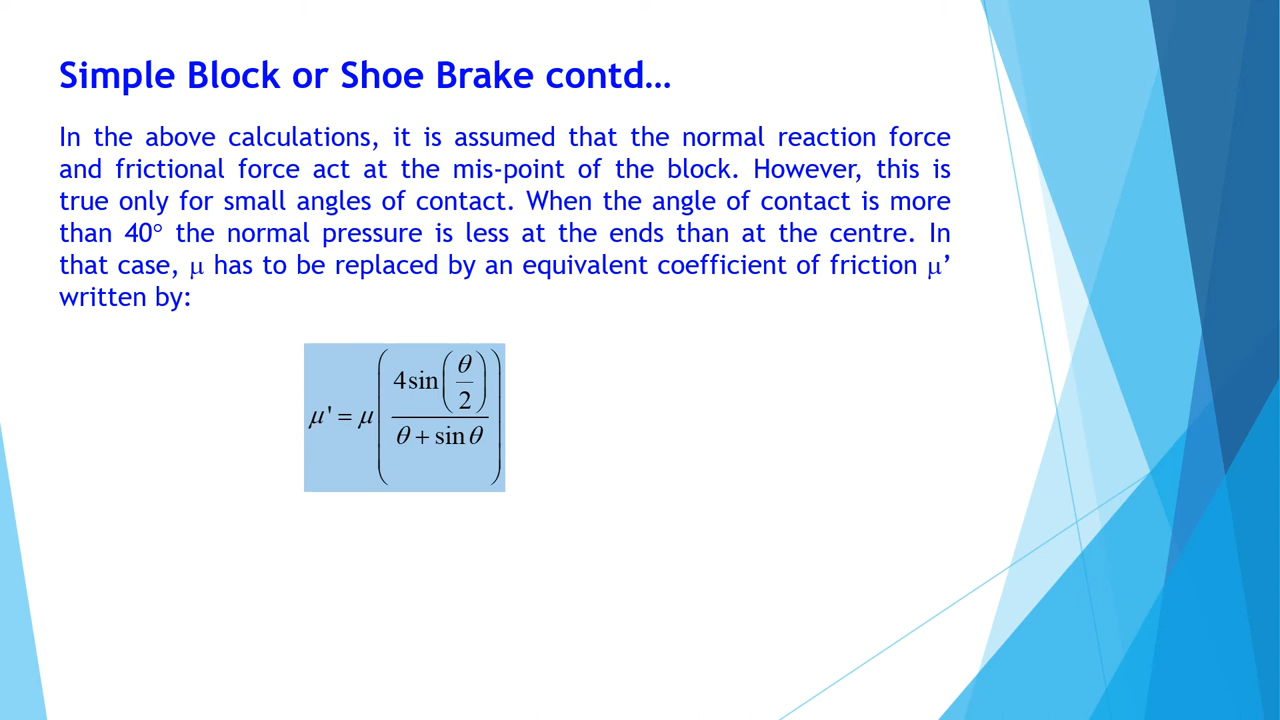 Simple Block or Shoe Brake contd…
In the above calculations, it is assumed that the normal reaction force
and frictional force act at the mis-point of the block. However, this is
true only for small angles of contact. When the angle of contact is more
than 40° the normal pressure is less at the ends than at the centre. In
that case, μ has to be replaced by an equivalent coefficient of friction μ’
written by:
μ' = μ(4sin(θ/2)/(θ + sinθ))